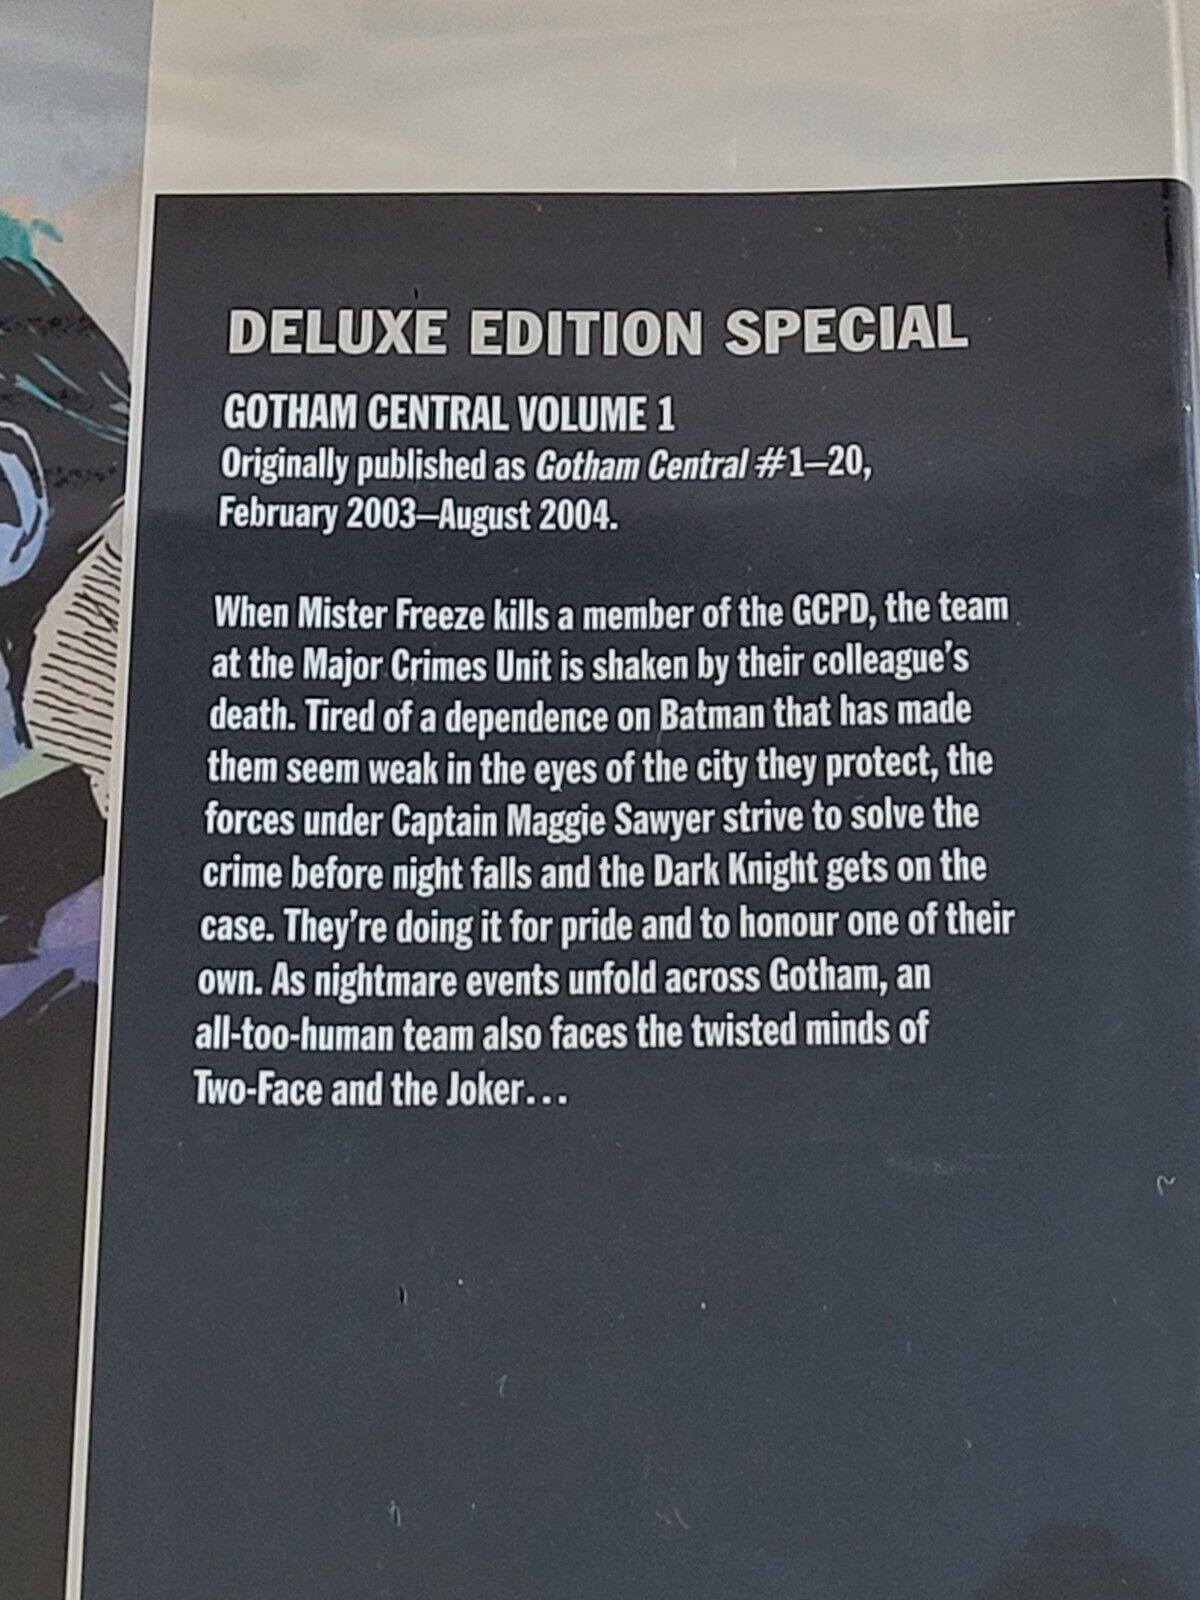 DELUXE EDITION SPECIAL
GOTHAM CENTRAL VOLUME 1
Originally published as Gotham Central #1–20,
February 2003–August 2004.
When Mister Freeze kills a member of the GCPD, the team
at the Major Crimes Unit is shaken by their colleague's
death. Tired of a dependence on Batman that has made
them seem weak in the eyes of the city they protect, the
forces under Captain Maggie Sawyer strive to solve the
crime before night falls and the Dark Knight gets on the
case. They're doing it for pride and to honour one of their
own. As nightmare events unfold across Gotham, an
all-too-human team also faces the twisted minds of
Two-Face and the Joker...